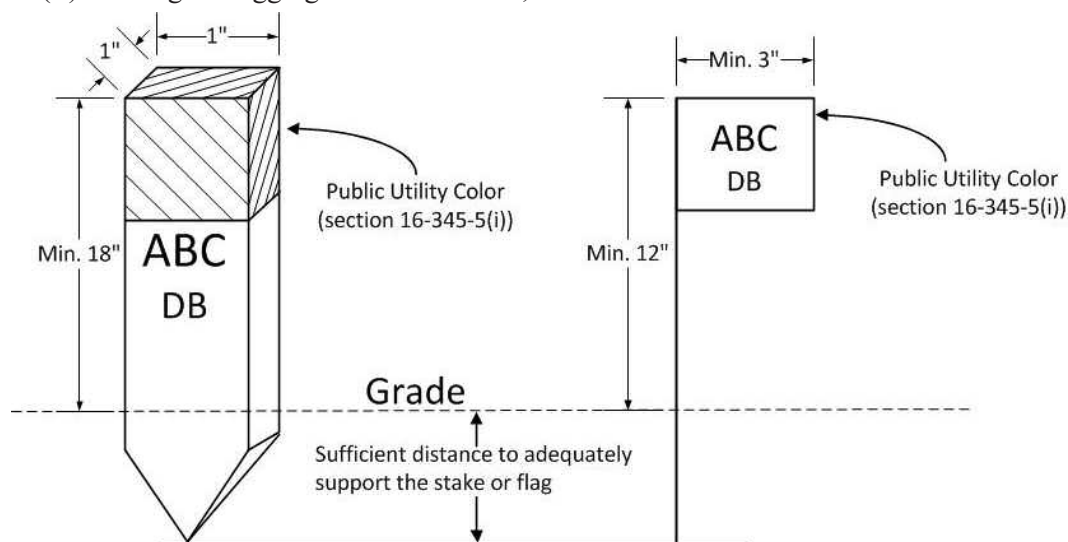 1"
1"
Min. 3"
ABC
DB
Public Utility Color
(section 16-345-5(i))
Public Utility Color
(section 16-345-5(i))
Min. 18"
ABC
DB
Min. 12"
Grade
Sufficient distance to adequately
support the stake or flag